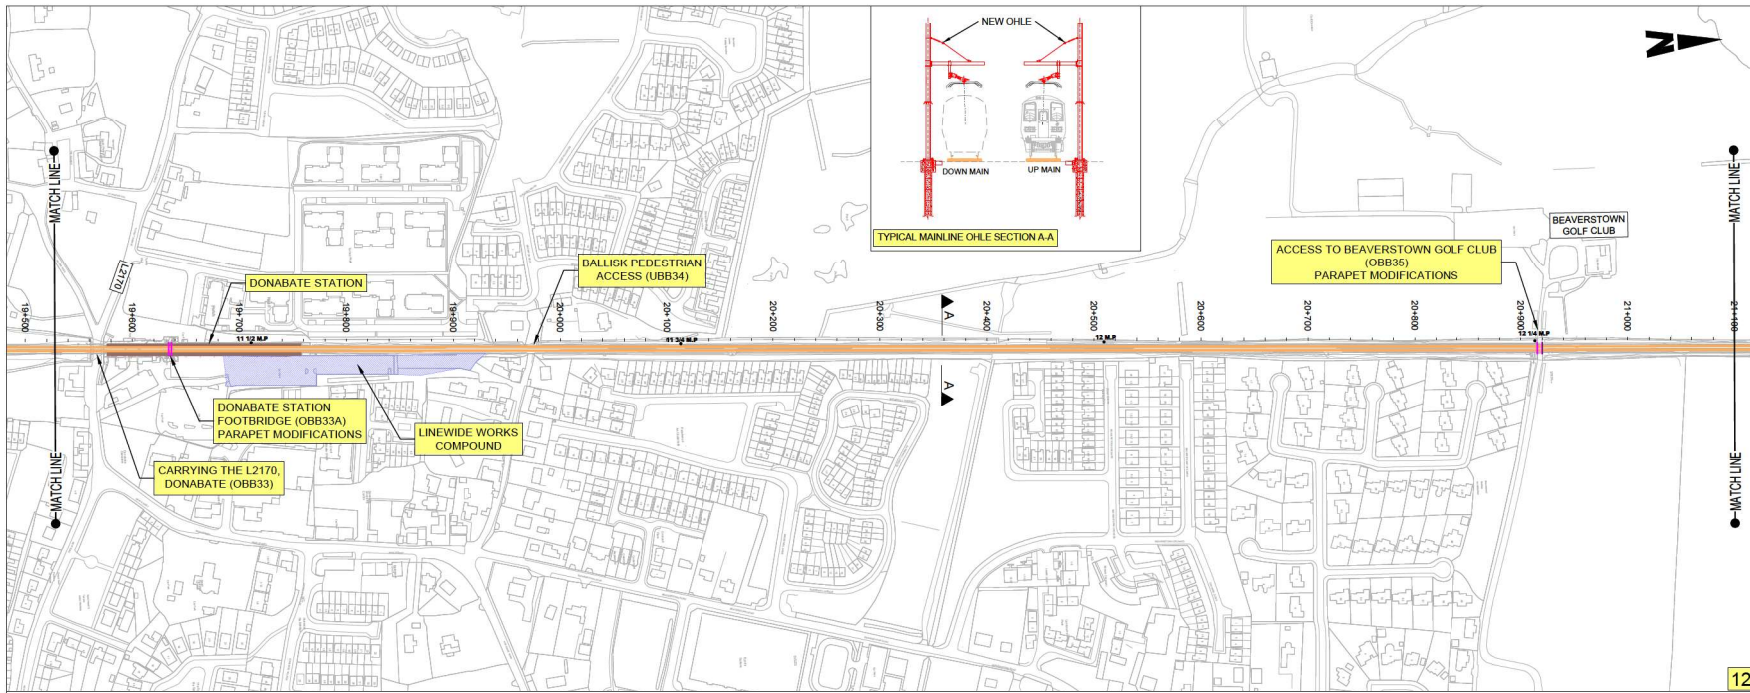 NEW OHLE
DOWN MAIN
UP MAIN
TYPICAL MAINLINE OHLE SECTION A-A
N
MATCH LINE
MATCH LINE
MATCH LINE
MATCH LINE
BEAVERSTOWN
GOLF CLUB
ACCESS TO BEAVERSTOWN GOLF CLUB
(OBB35)
PARAPET MODIFICATIONS
BALLISK PEDESTRIAN
ACCESS (UBB34)
DONABATE STATION
L2170
19+500
19+600
19+700
19+800
19+900
20+000
20+100
20+200
20+300
20+400
20+500
20+600
20+700
20+800
20+900
21+000
21+100
11 1/2 M.P
11 3/4 M.P
12 M.P
12 1/4 M.P
A
A
DONABATE STATION
FOOTBRIDGE (OBB33A)
PARAPET MODIFICATIONS
LINEWIDE WORKS
COMPOUND
CARRYING THE L2170,
DONABATE (OBB33)
12